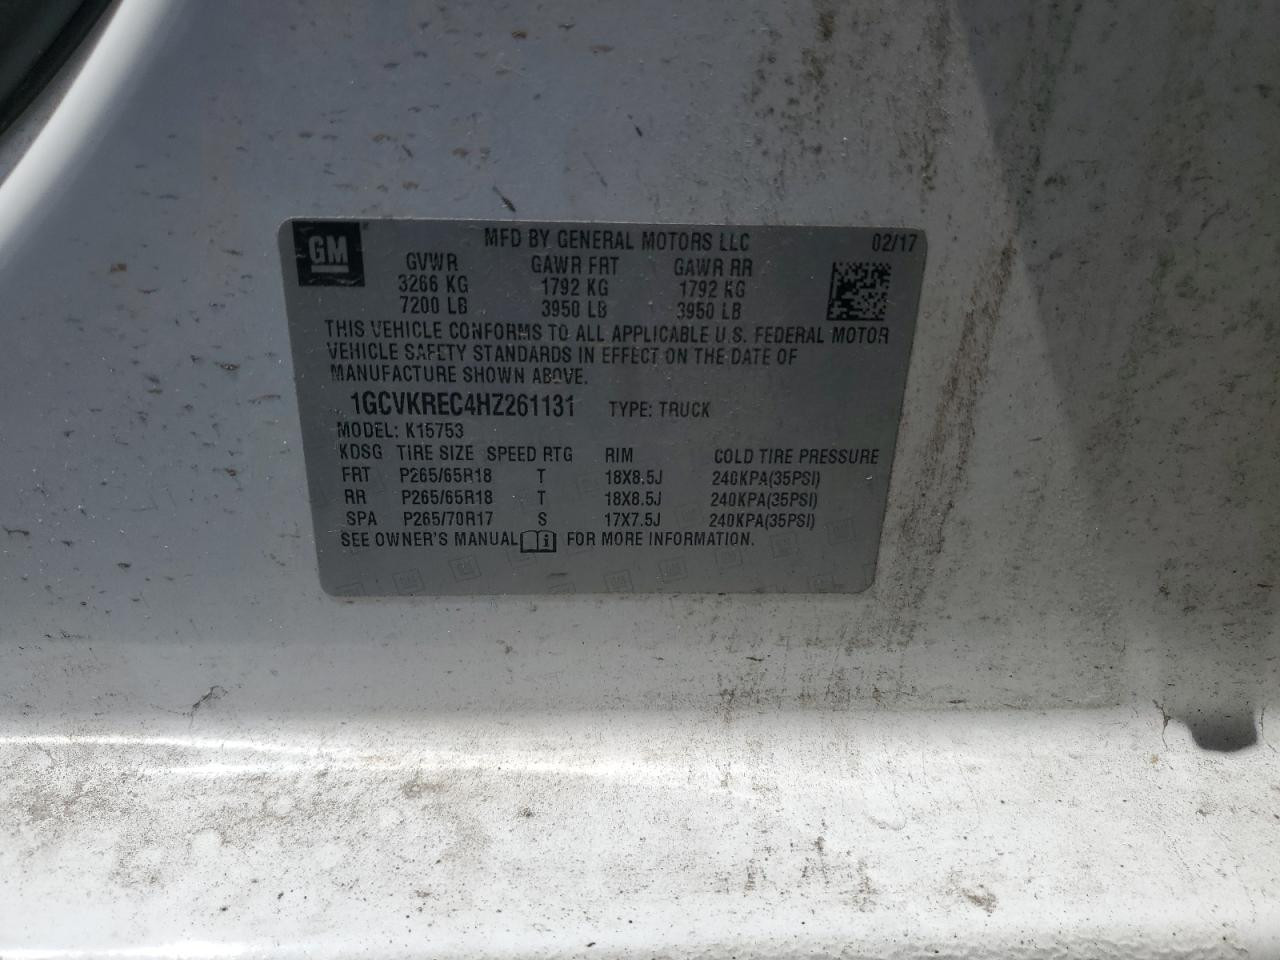 GM
MFD BY GENERAL MOTORS LLC 02/17
GVWR GAWR FRT GAWR RR
3266 KG 1792 KG 1792 KG
7200 LB 3950 LB 3950 LB
THIS VEHICLE CONFORMS TO ALL APPLICABLE U.S. FEDERAL MOTOR
VEHICLE SAFETY STANDARDS IN EFFECT ON THE DATE OF
MANUFACTURE SHOWN ABOVE.
1GCVKREC4HZ261131 TYPE: TRUCK
MODEL: K15753
KDSG TIRE SIZE SPEED RTG RIM COLD TIRE PRESSURE
FRT P265/65R18 T 18X8.5J 240KPA(35PSI)
RR P265/65R18 T 18X8.5J 240KPA(35PSI)
SPA P265/70R17 S 17X7.5J 240KPA(35PSI)
SEE OWNER'S MANUAL i FOR MORE INFORMATION.